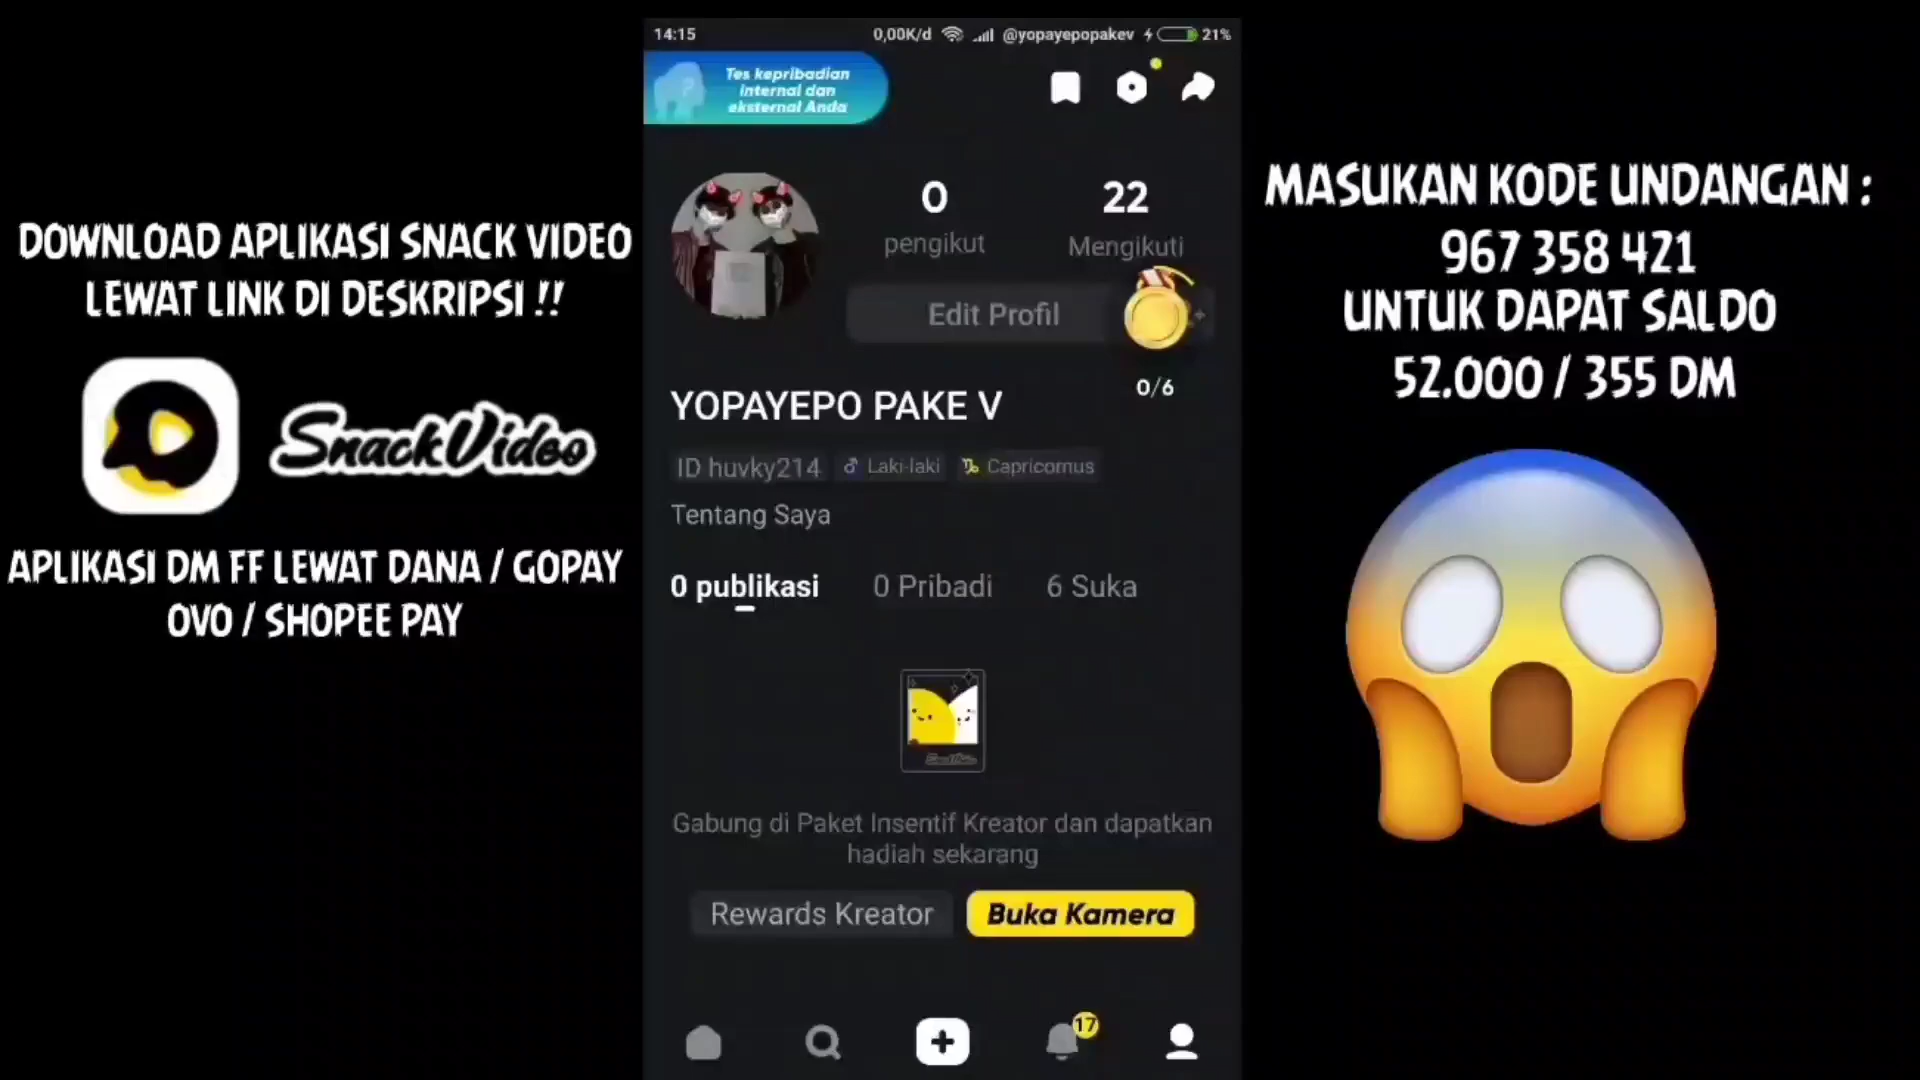 DOWNLOAD APLIKASI SNACK VIDEO
LEWAT LINK DI DESKRIPSI !!
SnackVideo
APLIKASI DM FF LEWAT DANA / GOPAY
OVO / SHOPEE PAY
14:15
0,00K/d
@yopayepopakev
21%
Tes kepribadian
internal dan
eksternal Anda
0
pengikut
22
Mengikuti
Edit Profil
0/6
YOPAYEPO PAKE V
ID huvky214
Laki-laki
Capricornus
Tentang Saya
0 publikasi
0 Pribadi
6 Suka
SnackVideo
Gabung di Paket Insentif Kreator dan dapatkan
hadiah sekarang
Rewards Kreator
Buka Kamera
17
MASUKAN KODE UNDANGAN :
967 358 421
UNTUK DAPAT SALDO
52.000 / 355 DM